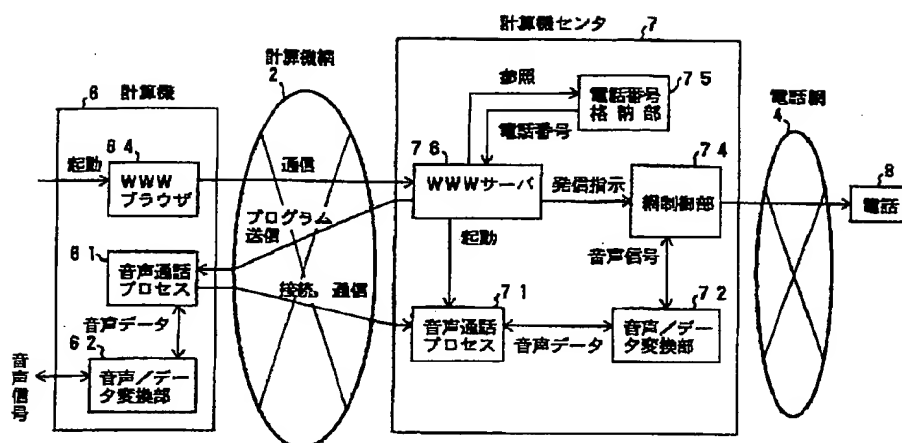 計算機センタ 7
計算機網
2
参照
75
電話番号
格納部
電話網
4
6 計算機
電話番号
64
76
74
起動
WWW
ブラウザ
通信
WWWサーバ
発信指示
網制御部
8
電話
プログラム
送信
起動
61
音声通話
プロセス
接続, 通信
音声信号
71
72
音声データ
音声通話
プロセス
音声データ
音声/デー
タ変換部
62
音声信号
音声/デー
タ変換部